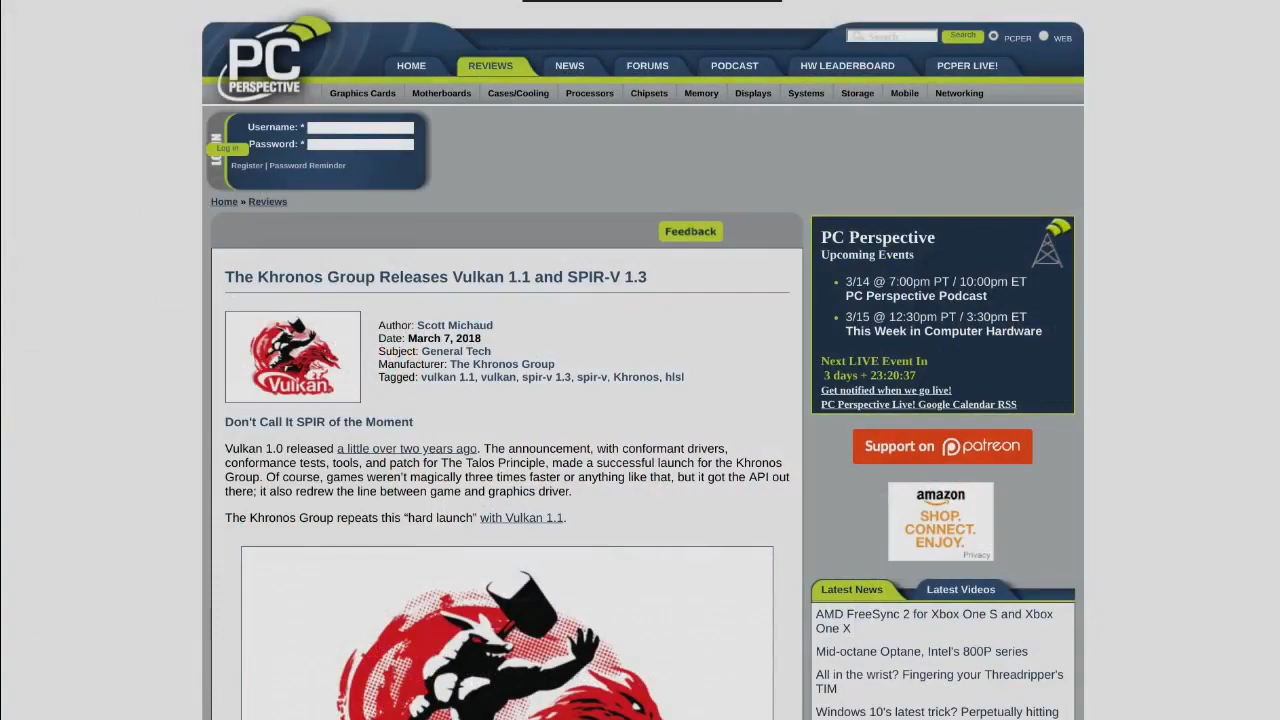 PC
PERSPECTIVE
Search
Search
PCPER
WEB
HOME
REVIEWS
NEWS
FORUMS
PODCAST
HW LEADERBOARD
PCPER LIVE!
Graphics Cards
Motherboards
Cases/Cooling
Processors
Chipsets
Memory
Displays
Systems
Storage
Mobile
Networking
LOGIN
Username: *
Password: *
Log in
Register | Password Reminder
Home » Reviews
Feedback
The Khronos Group Releases Vulkan 1.1 and SPIR-V 1.3
Vulkan
Author: Scott Michaud
Date: March 7, 2018
Subject: General Tech
Manufacturer: The Khronos Group
Tagged: vulkan 1.1, vulkan, spir-v 1.3, spir-v, Khronos, hlsl
Don't Call It SPIR of the Moment
Vulkan 1.0 released a little over two years ago. The announcement, with conformant drivers,
conformance tests, tools, and patch for The Talos Principle, made a successful launch for the Khronos
Group. Of course, games weren't magically three times faster or anything like that, but it got the API out
there; it also redrew the line between game and graphics driver.
The Khronos Group repeats this “hard launch” with Vulkan 1.1.
PC Perspective
Upcoming Events
3/14 @ 7:00pm PT / 10:00pm ET
PC Perspective Podcast
3/15 @ 12:30pm PT / 3:30pm ET
This Week in Computer Hardware
Next LIVE Event In
3 days + 23:20:37
Get notified when we go live!
PC Perspective Live! Google Calendar RSS
Support on patreon
amazon
SHOP.
CONNECT.
ENJOY.
Privacy
Latest News
Latest Videos
AMD FreeSync 2 for Xbox One S and Xbox
One X
Mid-octane Optane, Intel's 800P series
All in the wrist? Fingering your Threadripper's
TIM
Windows 10's latest trick? Perpetually hitting